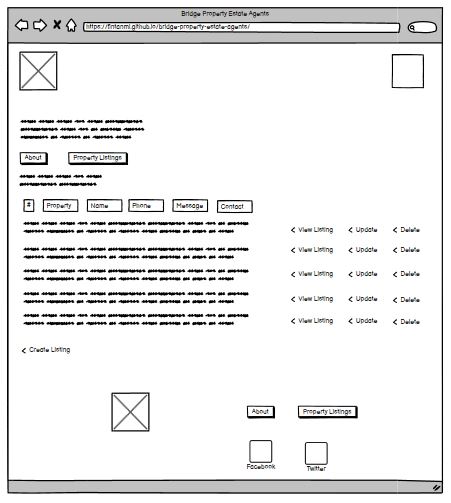 Bridge Property Estate Agents
https://fintanml.github.io/bridge-property-estate-agents/
About Property Listings
# Property Name Phone Message Contact
< View Listing < Update < Delete
< View Listing < Update < Delete
< View Listing < Update < Delete
< View Listing < Update < Delete
< View Listing < Update < Delete
< Create Listing
About Property Listings
Facebook Twitter